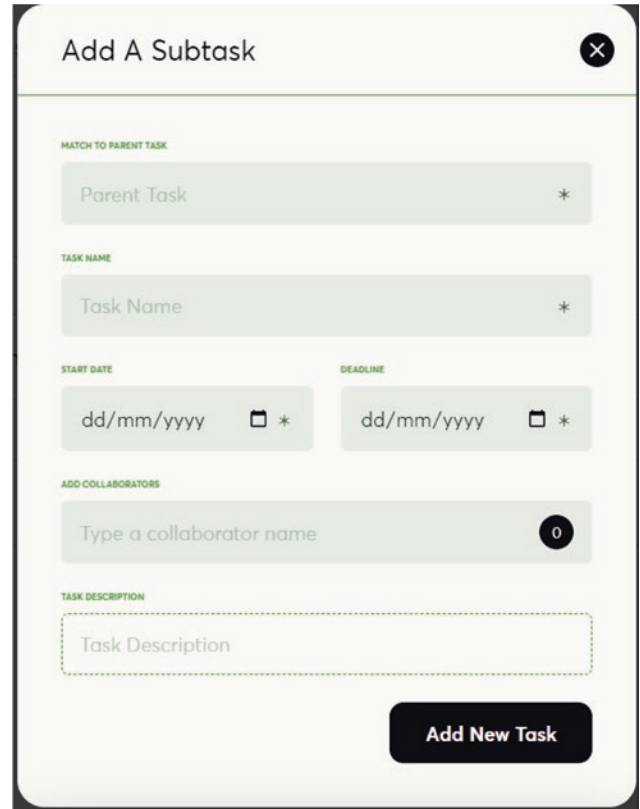 Add A Subtask
MATCH TO PARENT TASK
Parent Task *
TASK NAME
Task Name *
START DATE DEADLINE
dd/mm/yyyy * dd/mm/yyyy *
ADD COLLABORATORS
Type a collaborator name 0
TASK DESCRIPTION
Task Description
Add New Task